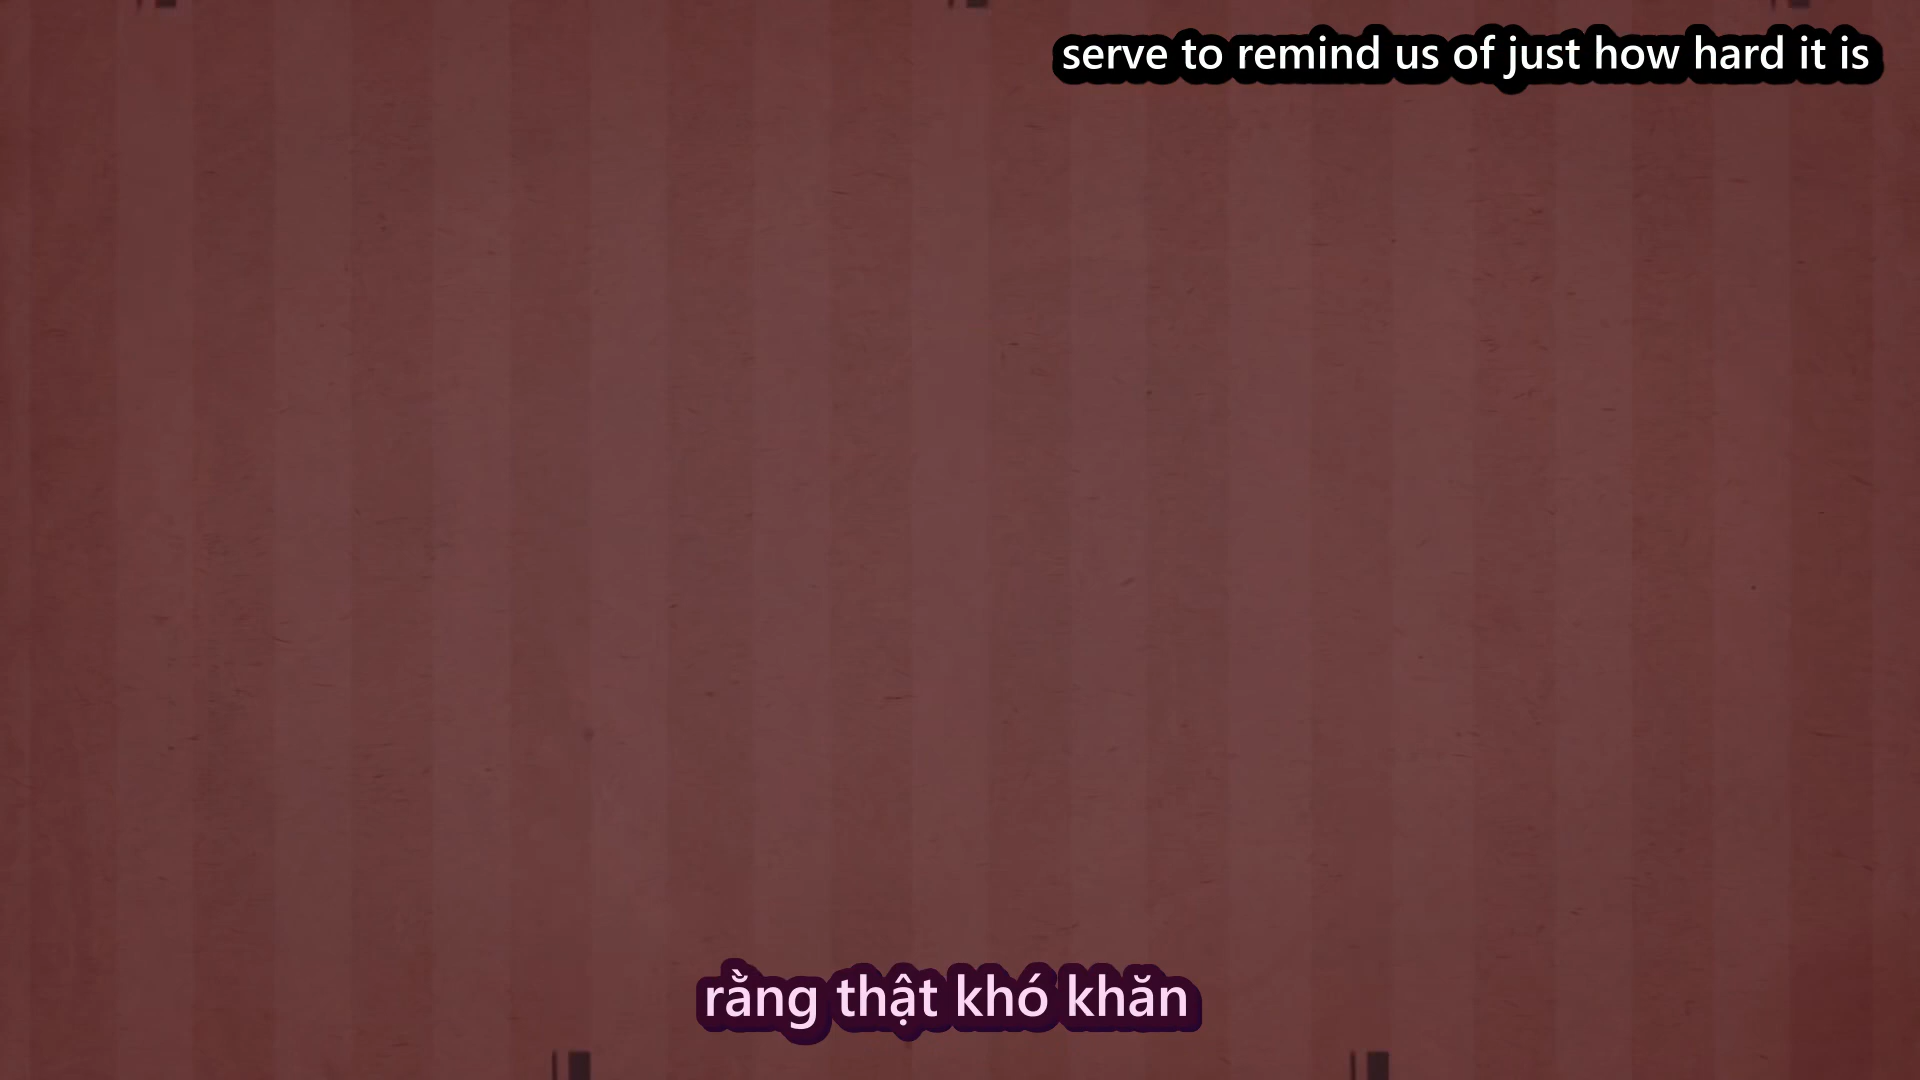 serve to remind us of just how hard it is
rằng thật khó khăn